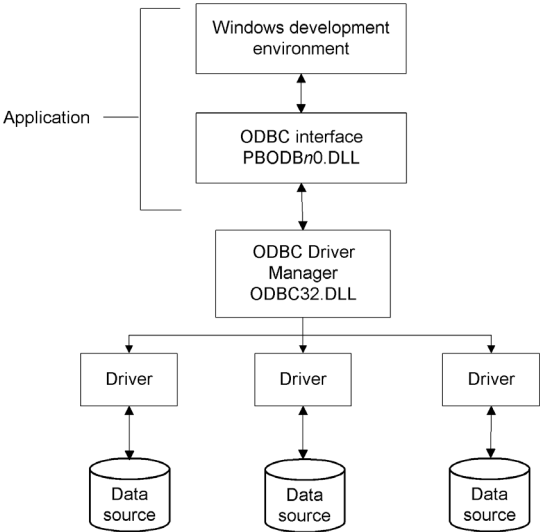 Windows development
environment
Application
ODBC interface
PBODBn0.DLL
ODBC Driver
Manager
ODBC32.DLL
Driver
Driver
Driver
Data
source
Data
source
Data
source